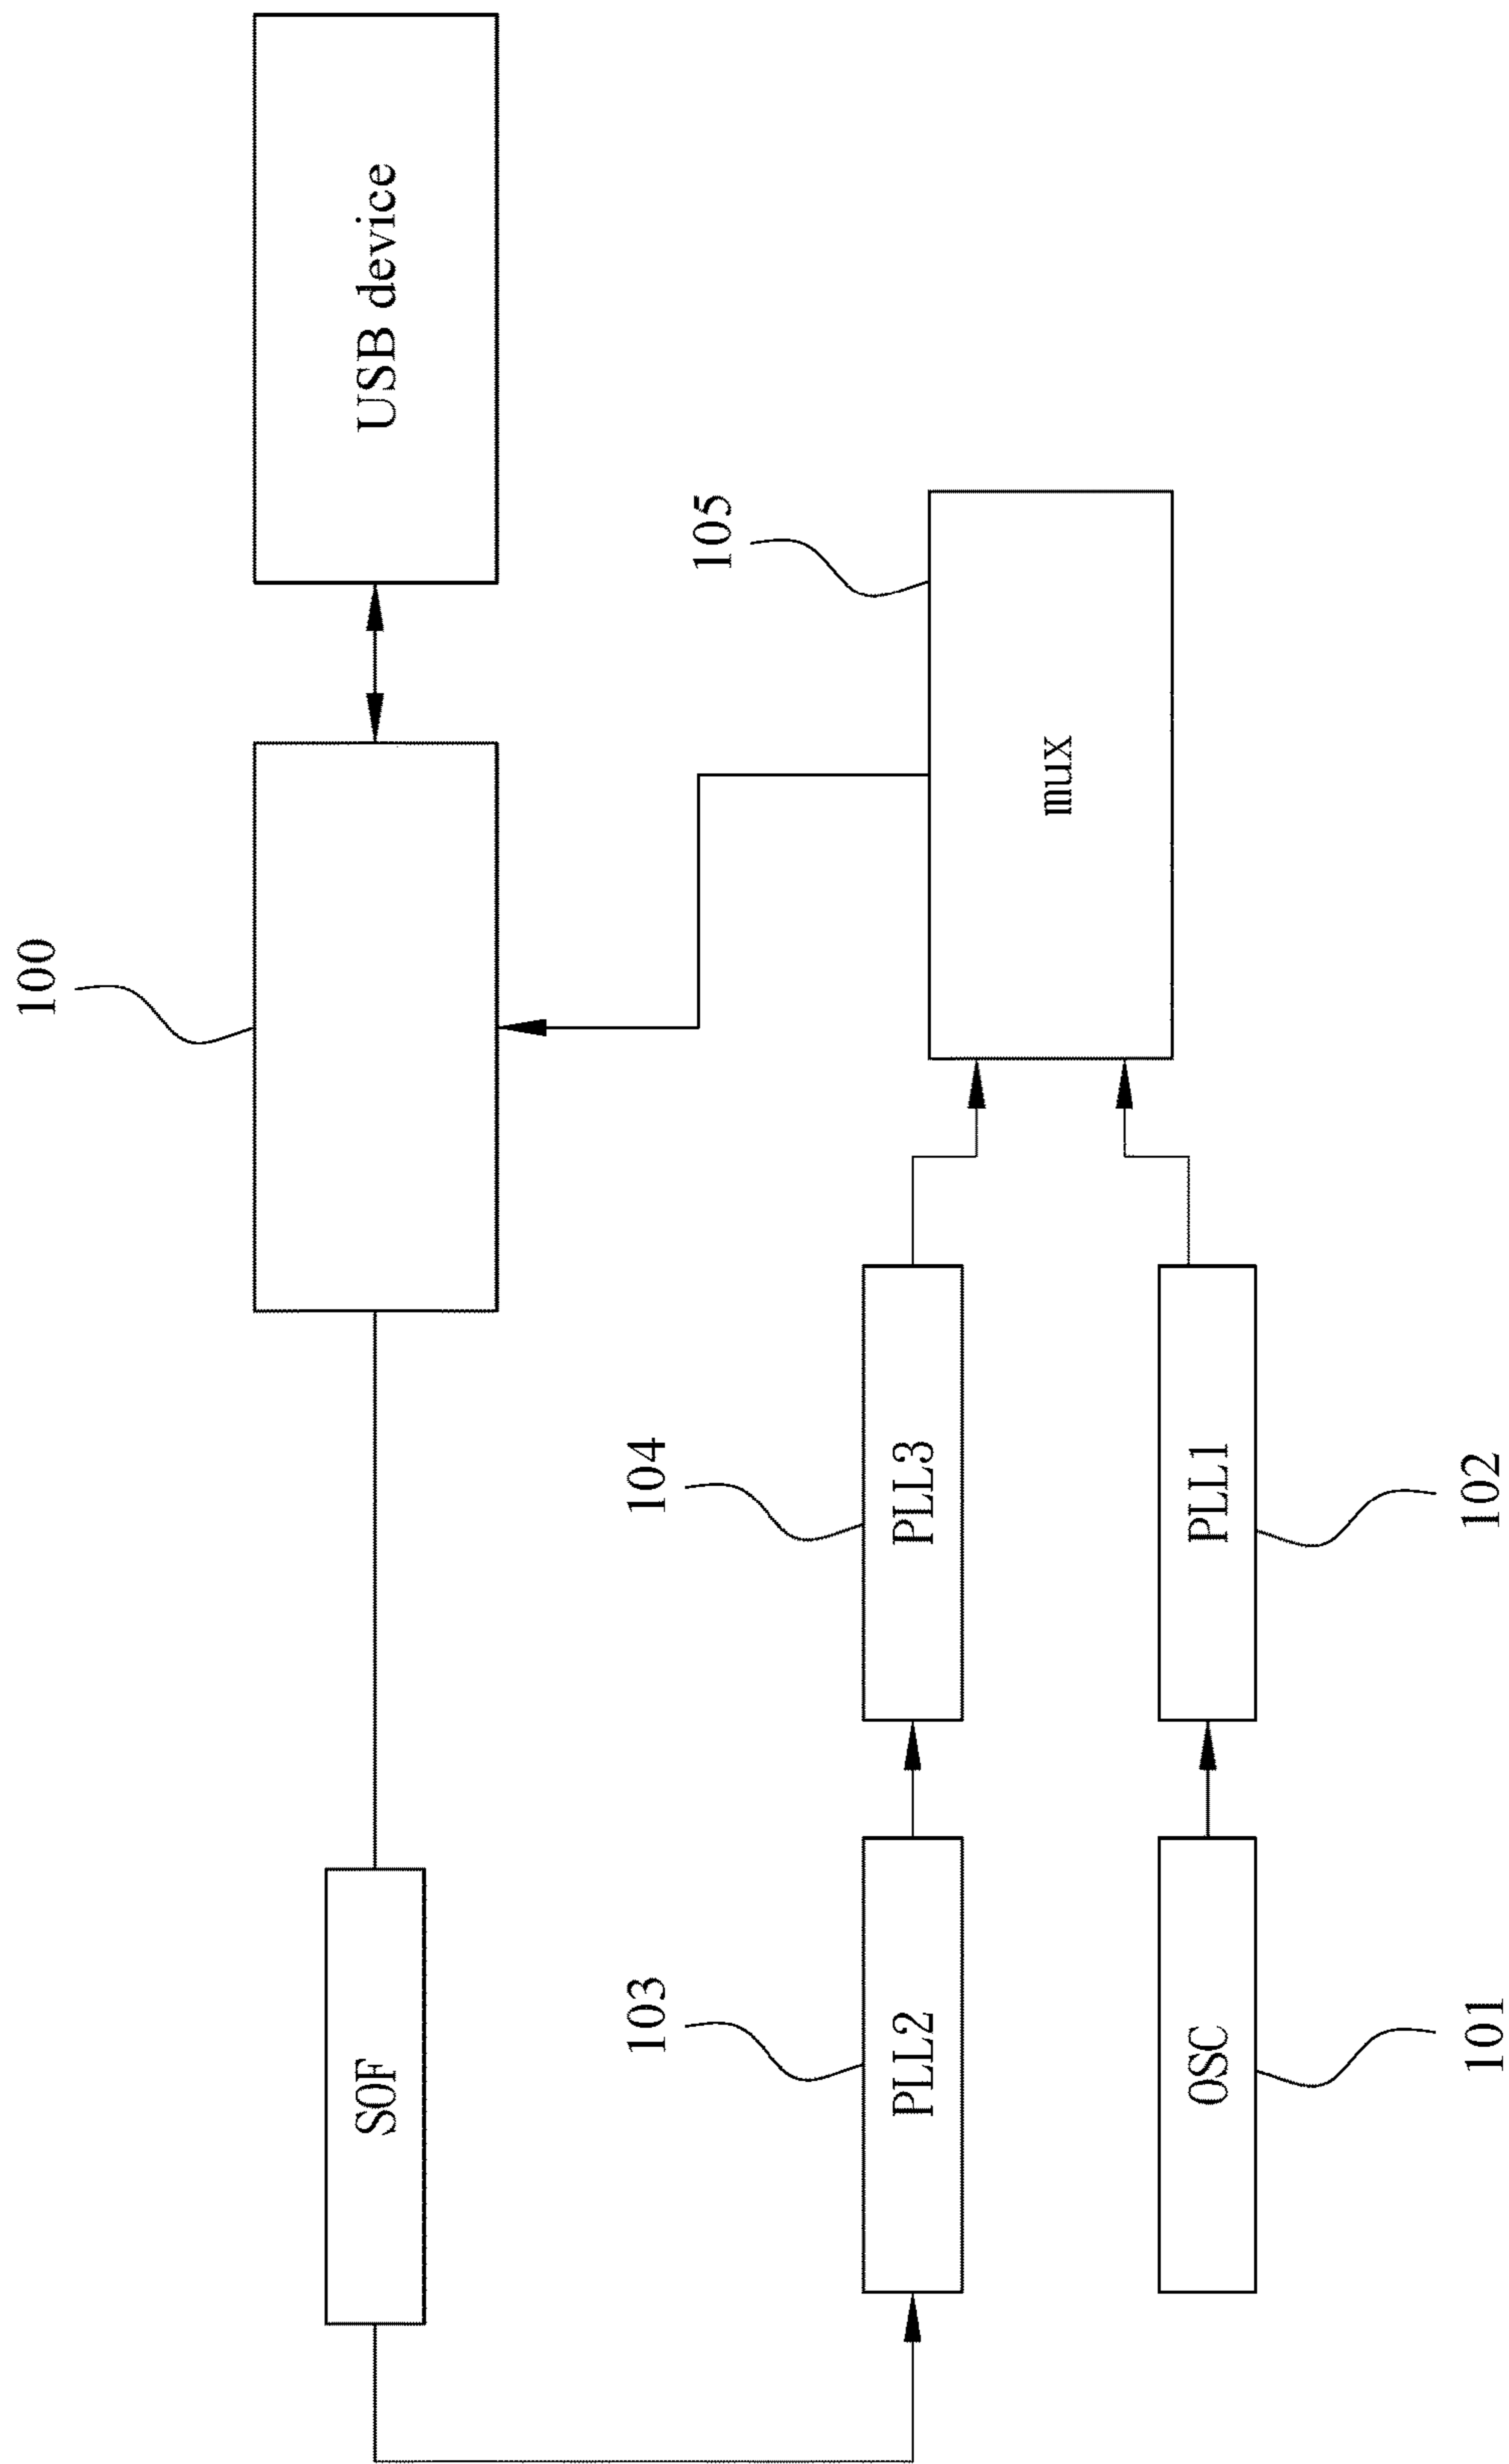 100
SOF
USB device
104
105
103
PLL2
PLL3
mux
OSC
PLL1
101
102